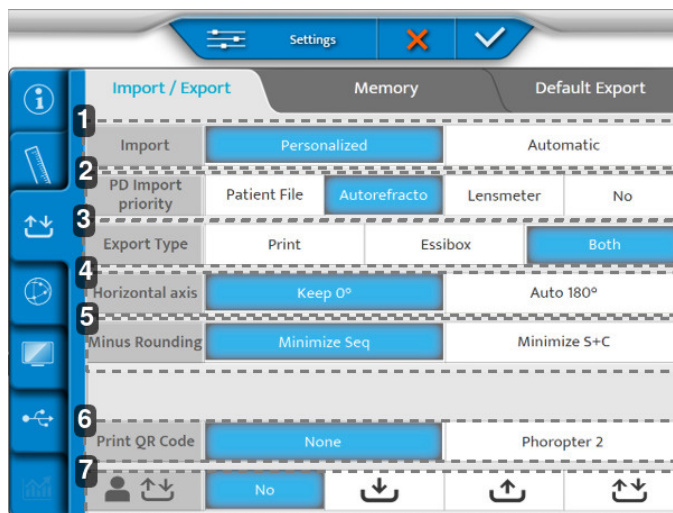 Settings
Import / Export Memory Default Export
1
Import Personalized Automatic
2
PD Import priority Patient File Autorefracto Lensmeter No
3
Export Type Print Essibox Both
4
Horizontal axis Keep 0° Auto 180°
5
Minus Rounding Minimize Seq Minimize S+C
6
Print QR Code None Phoropter 2
7
No